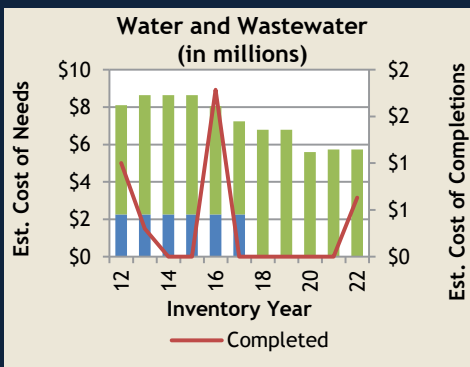 Water and Wastewater
(in millions)
Est. Cost of Needs
$10
$8
$6
$4
$2
$0
$2
$2
$1
$1
$0
Est. Cost of Completions
12
14
16
18
20
22
Inventory Year
Completed